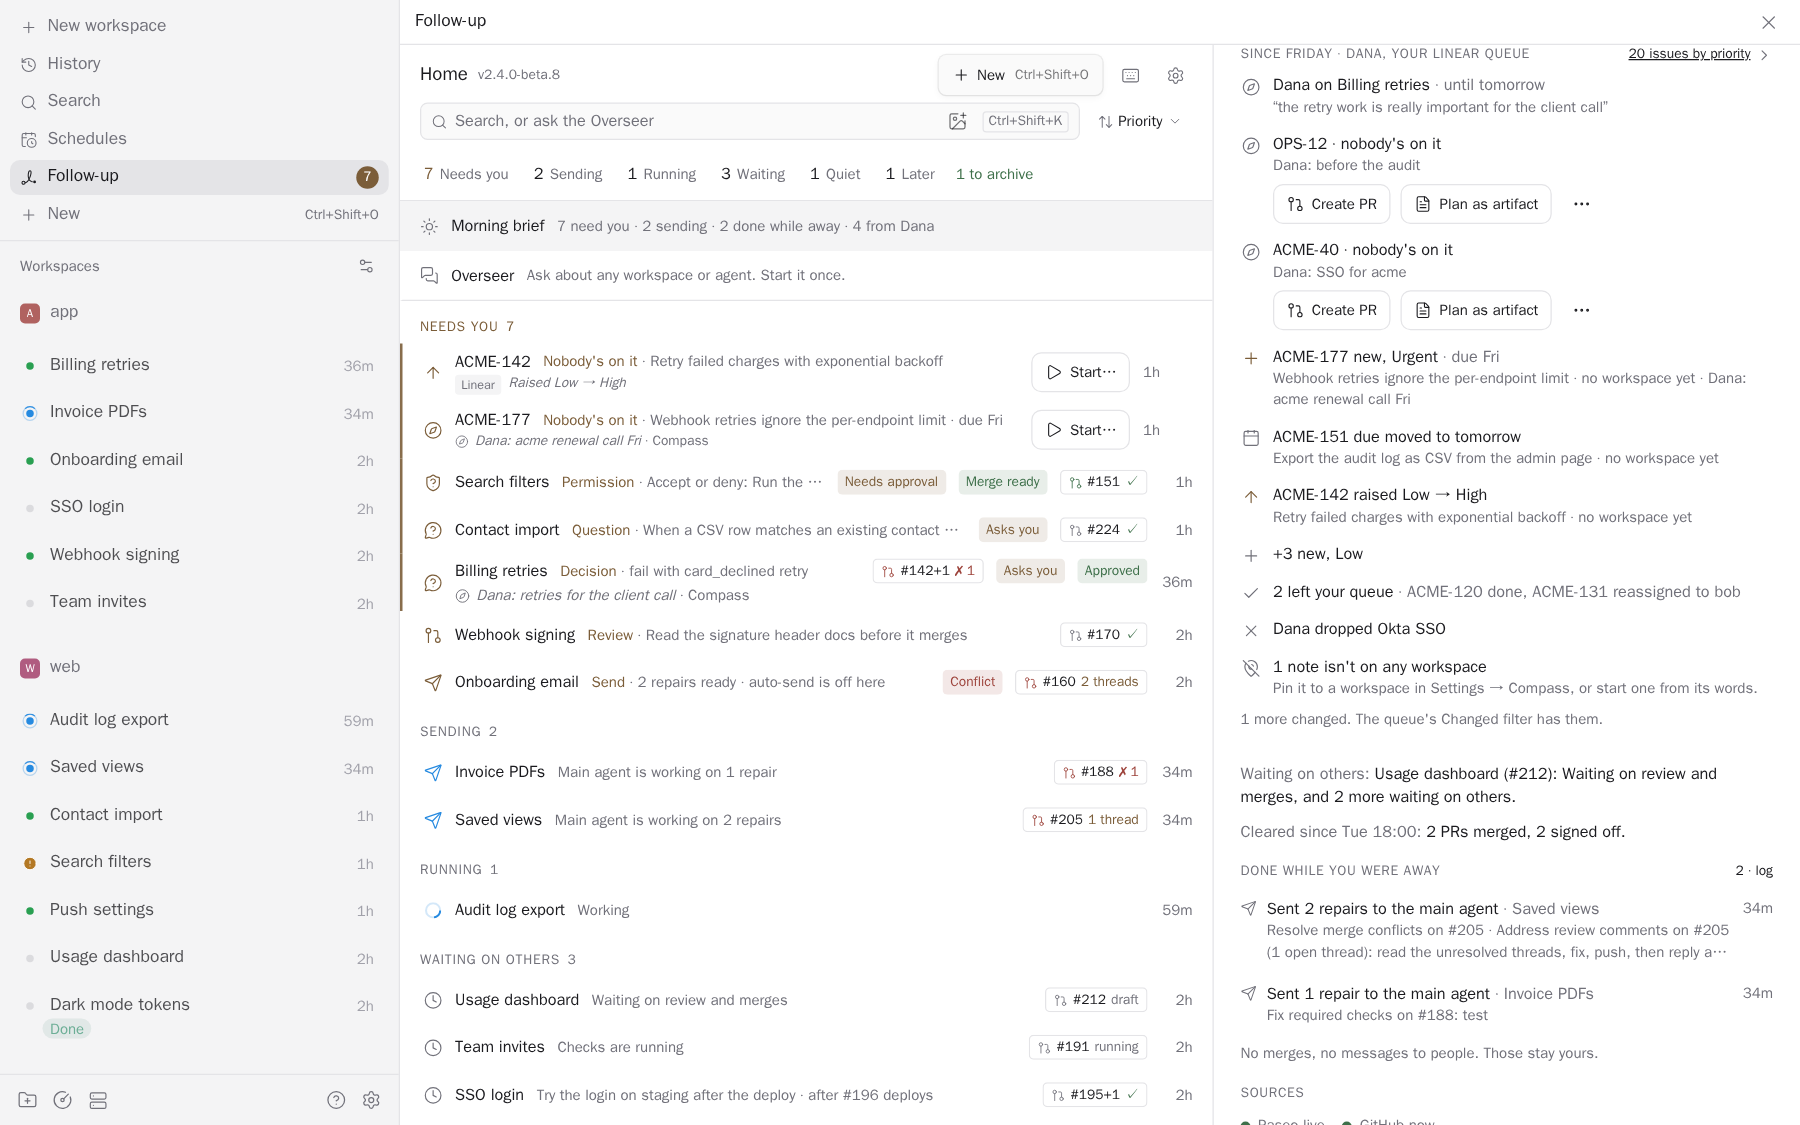 New workspace
History
Search
Schedules
Follow-up 7
New Ctrl+Shift+O
Workspaces
A app
Billing retries 36m
Invoice PDFs 34m
Onboarding email 2h
SSO login 2h
Webhook signing 2h
Team invites 2h
W web
Audit log export 59m
Saved views 34m
Contact import 1h
Search filters 1h
Push settings 1h
Usage dashboard 2h
Dark mode tokens 2h
Done
Follow-up
Home v2.4.0-beta.8
New Ctrl+Shift+O
Search, or ask the Overseer Ctrl+Shift+K
Priority
7 Needs you 2 Sending 1 Running 3 Waiting 1 Quiet 1 Later 1 to archive
Morning brief 7 need you · 2 sending · 2 done while away · 4 from Dana
Overseer Ask about any workspace or agent. Start it once.
NEEDS YOU 7
ACME-142 Nobody's on it · Retry failed charges with exponential backoff
Linear Raised Low → High
Start··· 1h
ACME-177 Nobody's on it · Webhook retries ignore the per-endpoint limit · due Fri
Dana: acme renewal call Fri · Compass
Start··· 1h
Search filters Permission · Accept or deny: Run the ··· Needs approval Merge ready #151 ✓ 1h
Contact import Question · When a CSV row matches an existing contact ··· Asks you #224 ✓ 1h
Billing retries Decision · fail with card_declined retry #142+1 ✗ 1 Asks you Approved 36m
Dana: retries for the client call · Compass
Webhook signing Review · Read the signature header docs before it merges #170 ✓ 2h
Onboarding email Send · 2 repairs ready · auto-send is off here Conflict #160 2 threads 2h
SENDING 2
Invoice PDFs Main agent is working on 1 repair #188 ✗ 1 34m
Saved views Main agent is working on 2 repairs #205 1 thread 34m
RUNNING 1
Audit log export Working 59m
WAITING ON OTHERS 3
Usage dashboard Waiting on review and merges #212 draft 2h
Team invites Checks are running #191 running 2h
SSO login Try the login on staging after the deploy · after #196 deploys #195+1 ✓ 2h
SINCE FRIDAY · DANA, YOUR LINEAR QUEUE 20 issues by priority
Dana on Billing retries · until tomorrow
“the retry work is really important for the client call”
OPS-12 · nobody's on it
Dana: before the audit
Create PR Plan as artifact ···
ACME-40 · nobody's on it
Dana: SSO for acme
Create PR Plan as artifact ···
ACME-177 new, Urgent · due Fri
Webhook retries ignore the per-endpoint limit · no workspace yet · Dana:
acme renewal call Fri
ACME-151 due moved to tomorrow
Export the audit log as CSV from the admin page · no workspace yet
ACME-142 raised Low → High
Retry failed charges with exponential backoff · no workspace yet
+3 new, Low
2 left your queue · ACME-120 done, ACME-131 reassigned to bob
Dana dropped Okta SSO
1 note isn't on any workspace
Pin it to a workspace in Settings → Compass, or start one from its words.
1 more changed. The queue's Changed filter has them.
Waiting on others: Usage dashboard (#212): Waiting on review and
merges, and 2 more waiting on others.
Cleared since Tue 18:00: 2 PRs merged, 2 signed off.
DONE WHILE YOU WERE AWAY 2 · log
Sent 2 repairs to the main agent · Saved views 34m
Resolve merge conflicts on #205 · Address review comments on #205
(1 open thread): read the unresolved threads, fix, push, then reply a···
Sent 1 repair to the main agent · Invoice PDFs 34m
Fix required checks on #188: test
No merges, no messages to people. Those stay yours.
SOURCES